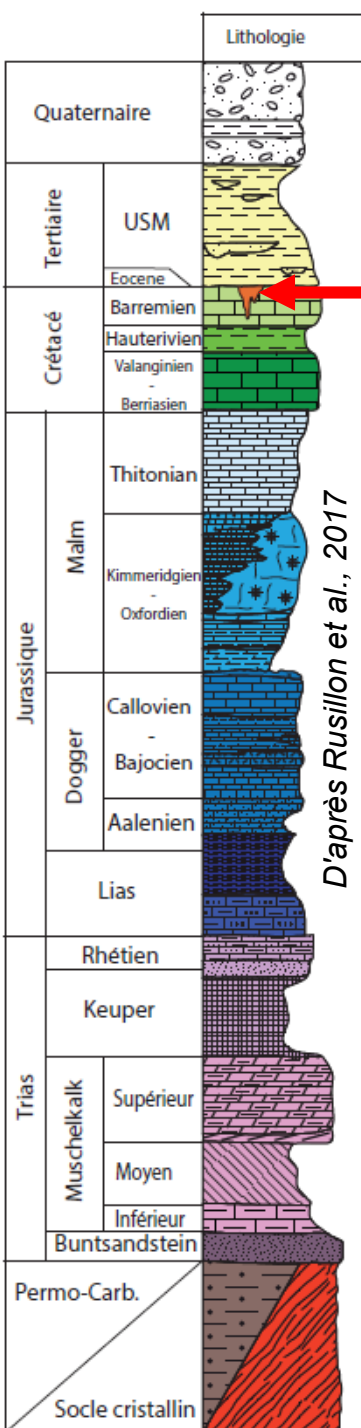 Lithologie
Quaternaire
Tertiaire
USM
Eocene
Crétacé
Barremien
Hauterivien
Valanginien
-
Berriasien
Jurassique
Malm
Thitonian
Kimmeridgien
-
Oxfordien
Dogger
Callovien
-
Bajocien
Aalenien
Lias
Trias
Rhétien
Keuper
Muschelkalk
Supérieur
Moyen
Inférieur
Buntsandstein
Permo-Carb.
Socle cristallin
D'après Rusillon et al., 2017